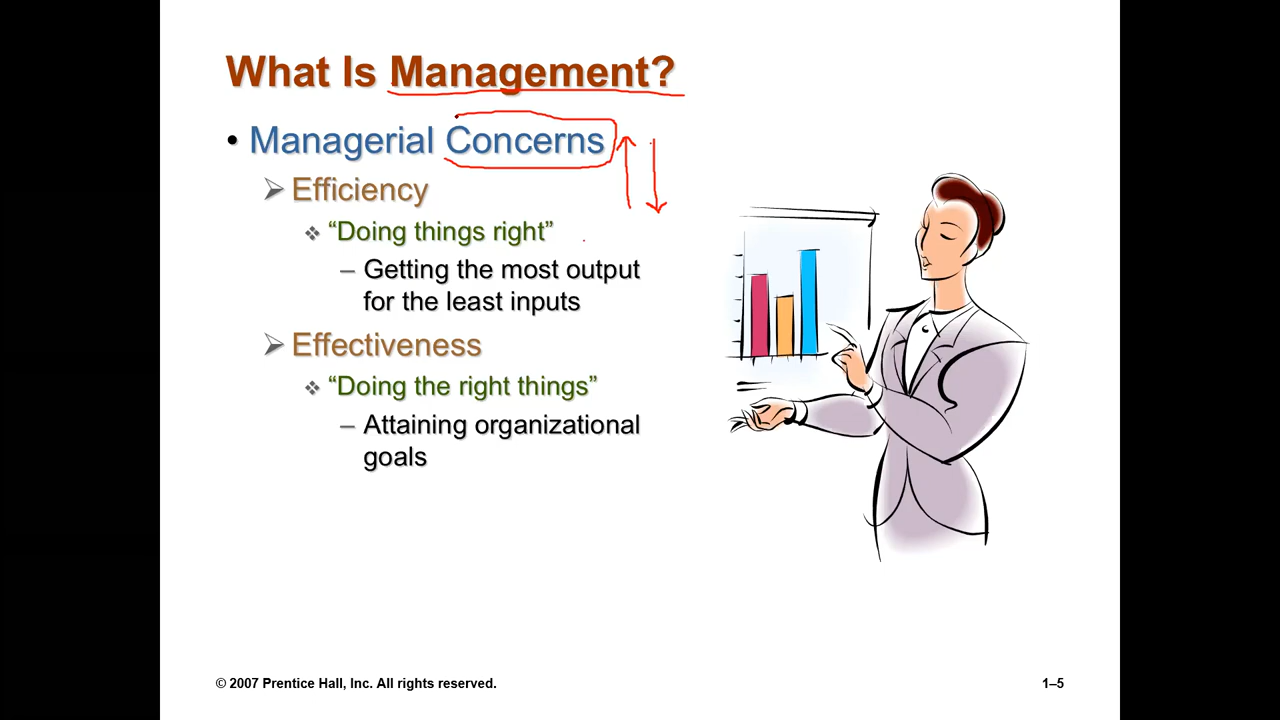 What Is Management?
• Managerial Concerns
➢ Efficiency
❖ “Doing things right”
– Getting the most output
for the least inputs
➢ Effectiveness
❖ “Doing the right things”
– Attaining organizational
goals
© 2007 Prentice Hall, Inc. All rights reserved.
1–5